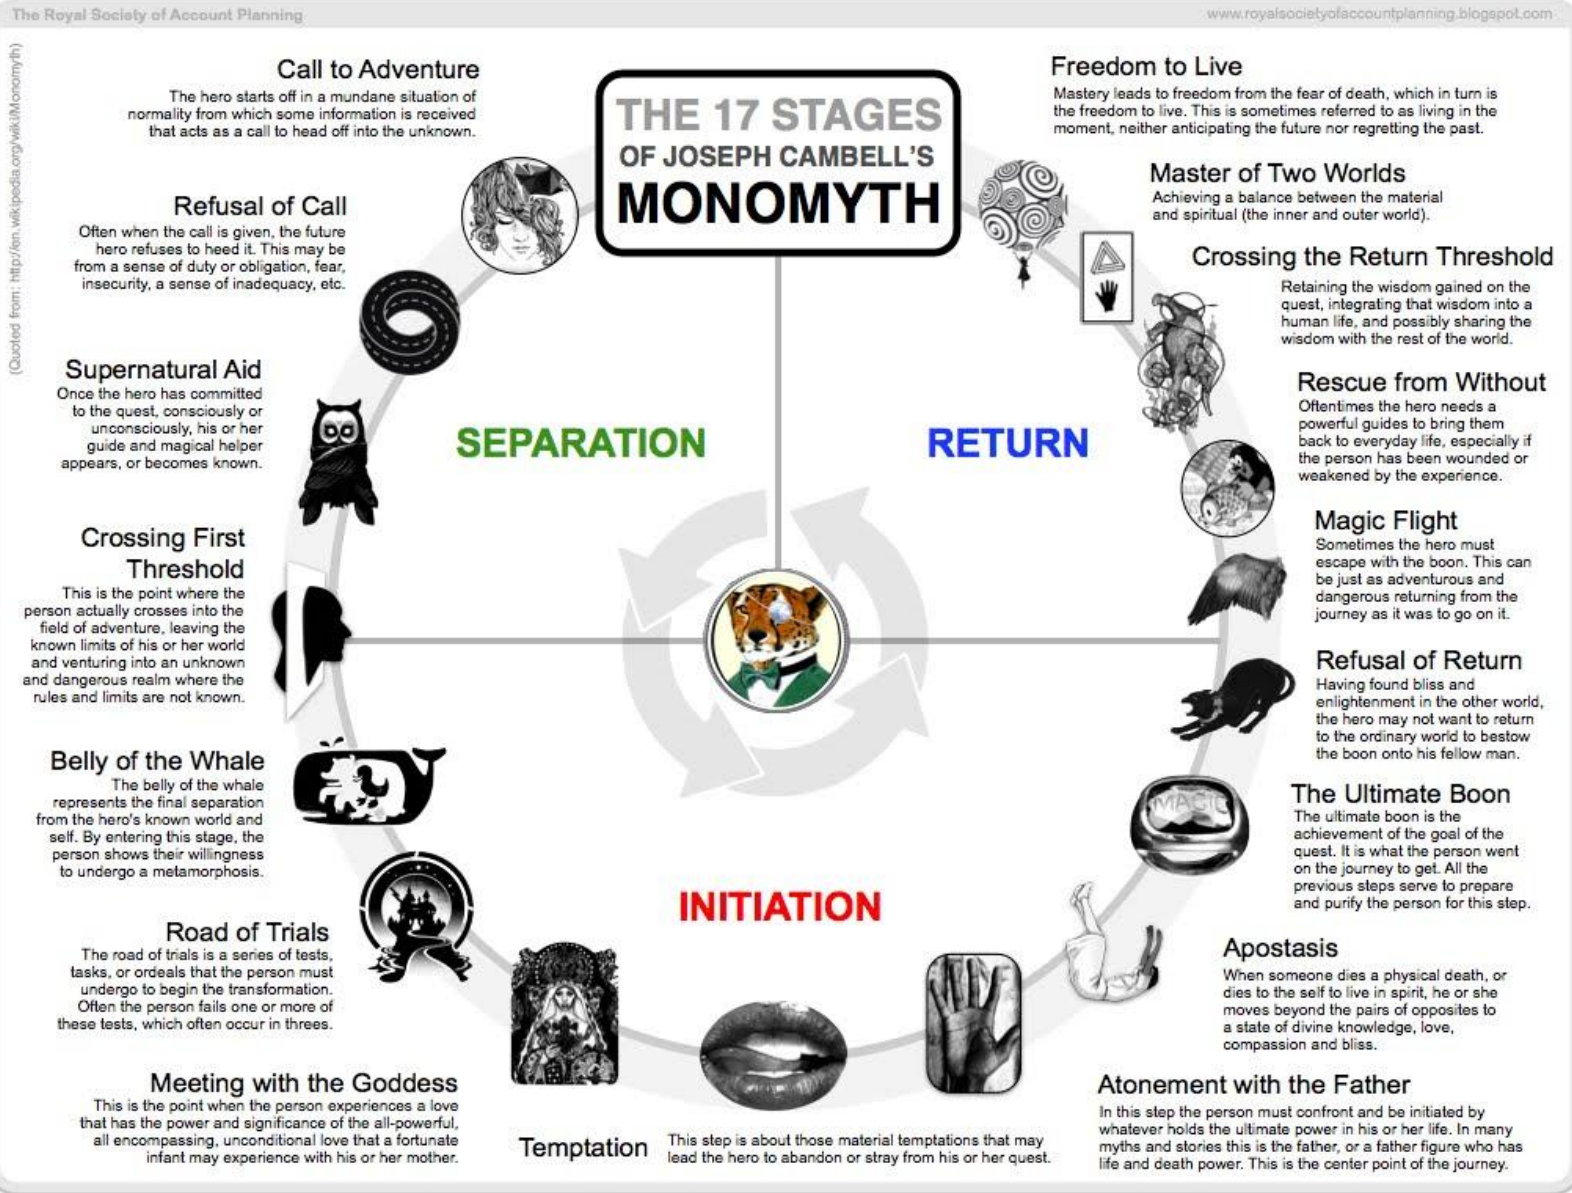 The Royal Society of Account Planning
www.royalsocietyofaccountplanning.blogspot.com
(Quoted from: http://en.wikipedia.org/wiki/Monomyth)
THE 17 STAGES
OF JOSEPH CAMBELL'S
MONOMYTH
Call to Adventure
The hero starts off in a mundane situation of
normality from which some information is received
that acts as a call to head off into the unknown.
Refusal of Call
Often when the call is given, the future
hero refuses to heed it. This may be
from a sense of duty or obligation, fear,
insecurity, a sense of inadequacy, etc.
Supernatural Aid
Once the hero has committed
to the quest, consciously or
unconsciously, his or her
guide and magical helper
appears, or becomes known.
Crossing First
Threshold
This is the point where the
person actually crosses into the
field of adventure, leaving the
known limits of his or her world
and venturing into an unknown
and dangerous realm where the
rules and limits are not known.
Belly of the Whale
The belly of the whale
represents the final separation
from the hero's known world and
self. By entering this stage, the
person shows their willingness
to undergo a metamorphosis.
Road of Trials
The road of trials is a series of tests,
tasks, or ordeals that the person must
undergo to begin the transformation.
Often the person fails one or more of
these tests, which often occur in threes.
Meeting with the Goddess
This is the point when the person experiences a love
that has the power and significance of the all-powerful,
all encompassing, unconditional love that a fortunate
infant may experience with his or her mother.
Temptation
This step is about those material temptations that may
lead the hero to abandon or stray from his or her quest.
SEPARATION
RETURN
INITIATION
Freedom to Live
Mastery leads to freedom from the fear of death, which in turn is
the freedom to live. This is sometimes referred to as living in the
moment, neither anticipating the future nor regretting the past.
Master of Two Worlds
Achieving a balance between the material
and spiritual (the inner and outer world).
Crossing the Return Threshold
Retaining the wisdom gained on the
quest, integrating that wisdom into a
human life, and possibly sharing the
wisdom with the rest of the world.
Rescue from Without
Oftentimes the hero needs a
powerful guides to bring them
back to everyday life, especially if
the person has been wounded or
weakened by the experience.
Magic Flight
Sometimes the hero must
escape with the boon. This can
be just as adventurous and
dangerous returning from the
journey as it was to go on it.
Refusal of Return
Having found bliss and
enlightenment in the other world,
the hero may not want to return
to the ordinary world to bestow
the boon onto his fellow man.
MAGIC
The Ultimate Boon
The ultimate boon is the
achievement of the goal of the
quest. It is what the person went
on the journey to get. All the
previous steps serve to prepare
and purify the person for this step.
Apostasis
When someone dies a physical death, or
dies to the self to live in spirit, he or she
moves beyond the pairs of opposites to
a state of divine knowledge, love,
compassion and bliss.
Atonement with the Father
In this step the person must confront and be initiated by
whatever holds the ultimate power in his or her life. In many
myths and stories this is the father, or a father figure who has
life and death power. This is the center point of the journey.